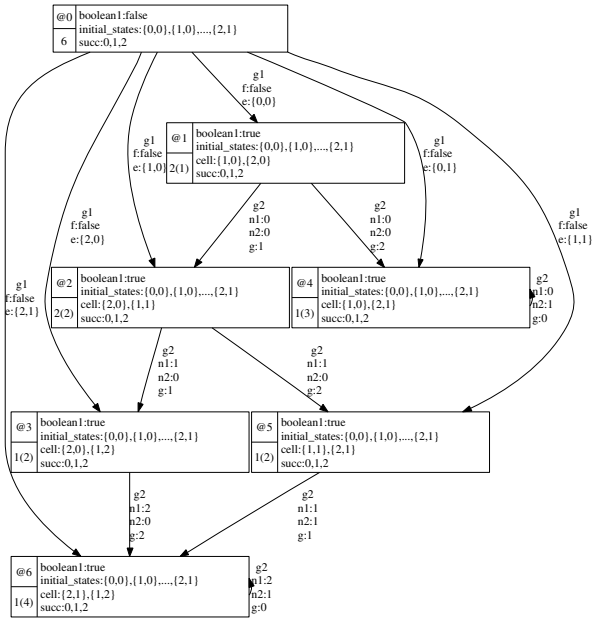 @0
6
boolean1:false
initial_states:{0,0},{1,0},...,{2,1}
succ:0,1,2
g1
f:false
e:{0,0}
@1
2(1)
boolean1:true
initial_states:{0,0},{1,0},...,{2,1}
cell:{1,0},{2,0}
succ:0,1,2
g1
f:false
e:{1,0}
g1
f:false
e:{0,1}
g1
f:false
e:{2,0}
g2
n1:0
n2:0
g:1
g2
n1:0
n2:0
g:2
g1
f:false
e:{1,1}
g1
f:false
e:{2,1}
@2
2(2)
boolean1:true
initial_states:{0,0},{1,0},...,{2,1}
cell:{2,0},{1,1}
succ:0,1,2
@4
1(3)
boolean1:true
initial_states:{0,0},{1,0},...,{2,1}
cell:{1,0},{2,1}
succ:0,1,2
g2
n1:0
n2:1
g:0
g2
n1:1
n2:0
g:1
g2
n1:1
n2:0
g:2
@3
1(2)
boolean1:true
initial_states:{0,0},{1,0},...,{2,1}
cell:{2,0},{1,2}
succ:0,1,2
@5
1(2)
boolean1:true
initial_states:{0,0},{1,0},...,{2,1}
cell:{1,1},{2,1}
succ:0,1,2
g2
n1:2
n2:0
g:2
g2
n1:1
n2:1
g:1
@6
1(4)
boolean1:true
initial_states:{0,0},{1,0},...,{2,1}
cell:{2,1},{1,2}
succ:0,1,2
g2
n1:2
n2:1
g:0